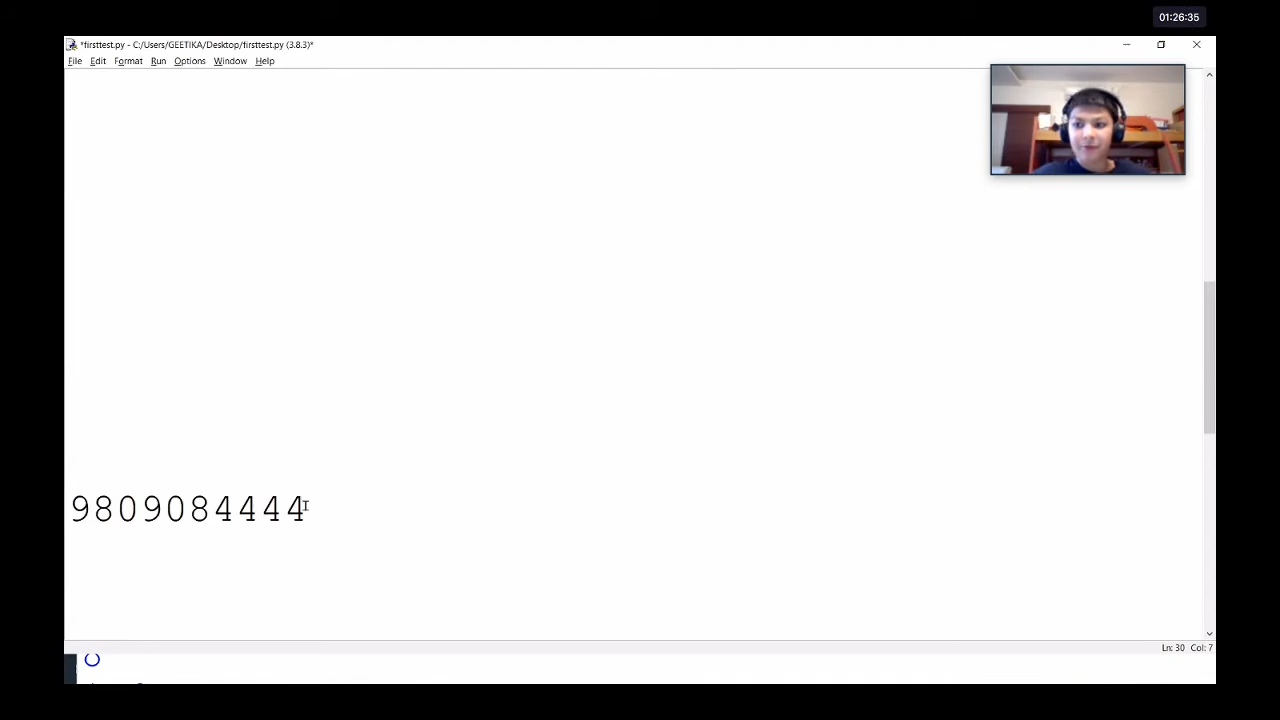 01:26:35
*firsttest.py - C:/Users/GEETIKA/Desktop/firsttest.py (3.8.3)*
File Edit Format Run Options Window Help
9809084444
Ln: 30 Col: 7